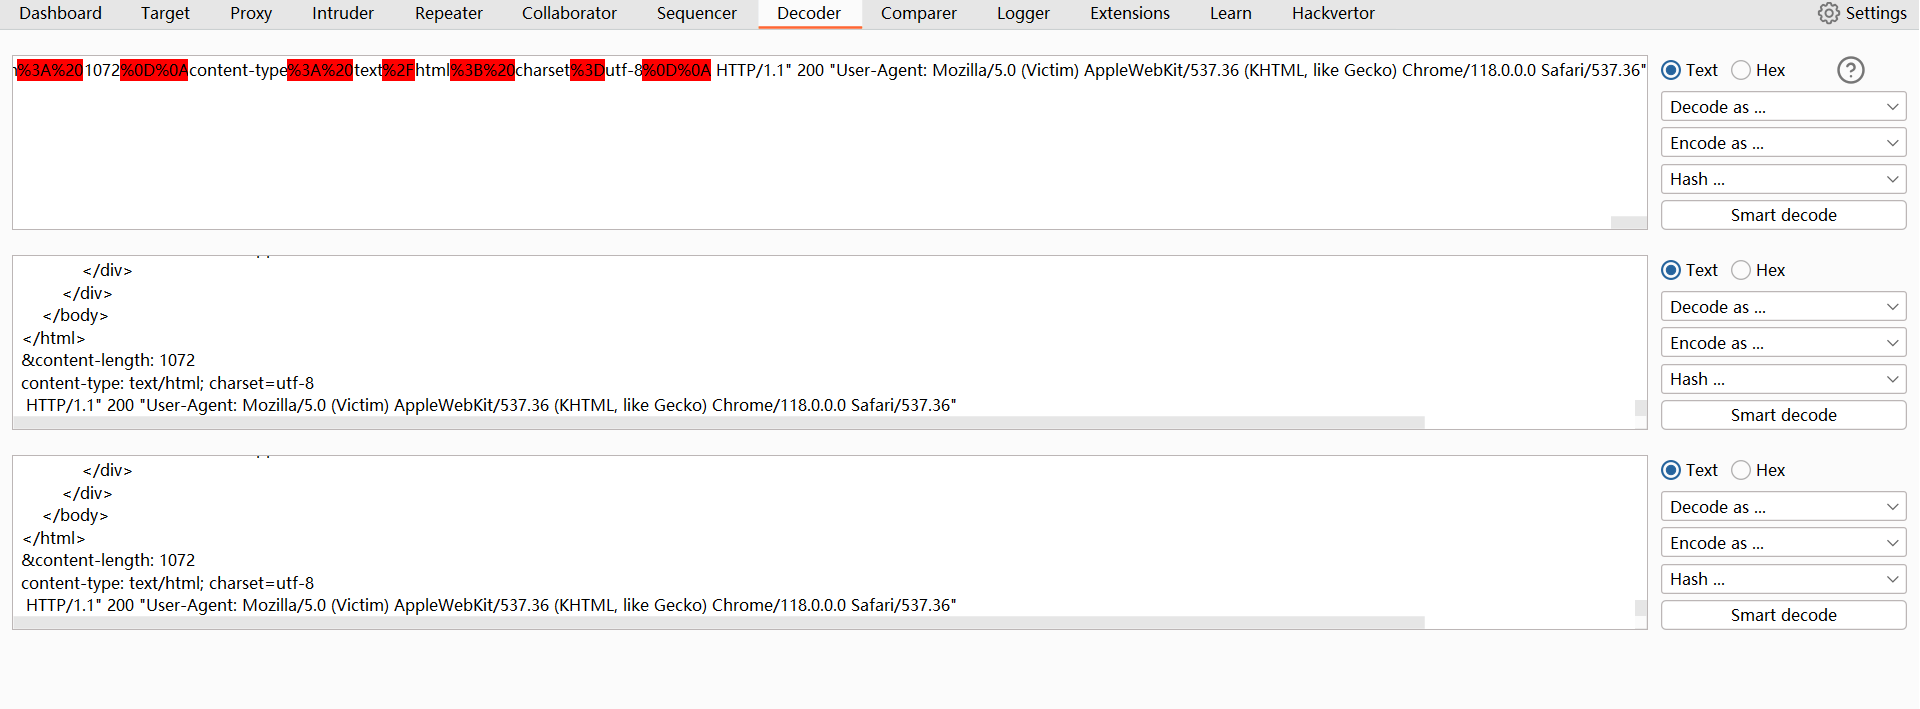 Dashboard Target Proxy Intruder Repeater Collaborator Sequencer Decoder Comparer Logger Extensions Learn Hackvertor Settings
%3A%201072%0D%0Acontent-type%3A%20text%2Fhtml%3B%20charset%3Dutf-8%0D%0A HTTP/1.1" 200 "User-Agent: Mozilla/5.0 (Victim) AppleWebKit/537.36 (KHTML, like Gecko) Chrome/118.0.0.0 Safari/537.36"
Text Hex ?
Decode as ...
Encode as ...
Hash ...
Smart decode
</div>
</div>
</body>
</html>
&content-length: 1072
content-type: text/html; charset=utf-8
HTTP/1.1" 200 "User-Agent: Mozilla/5.0 (Victim) AppleWebKit/537.36 (KHTML, like Gecko) Chrome/118.0.0.0 Safari/537.36"
Text Hex
Decode as ...
Encode as ...
Hash ...
Smart decode
</div>
</div>
</body>
</html>
&content-length: 1072
content-type: text/html; charset=utf-8
HTTP/1.1" 200 "User-Agent: Mozilla/5.0 (Victim) AppleWebKit/537.36 (KHTML, like Gecko) Chrome/118.0.0.0 Safari/537.36"
Text Hex
Decode as ...
Encode as ...
Hash ...
Smart decode